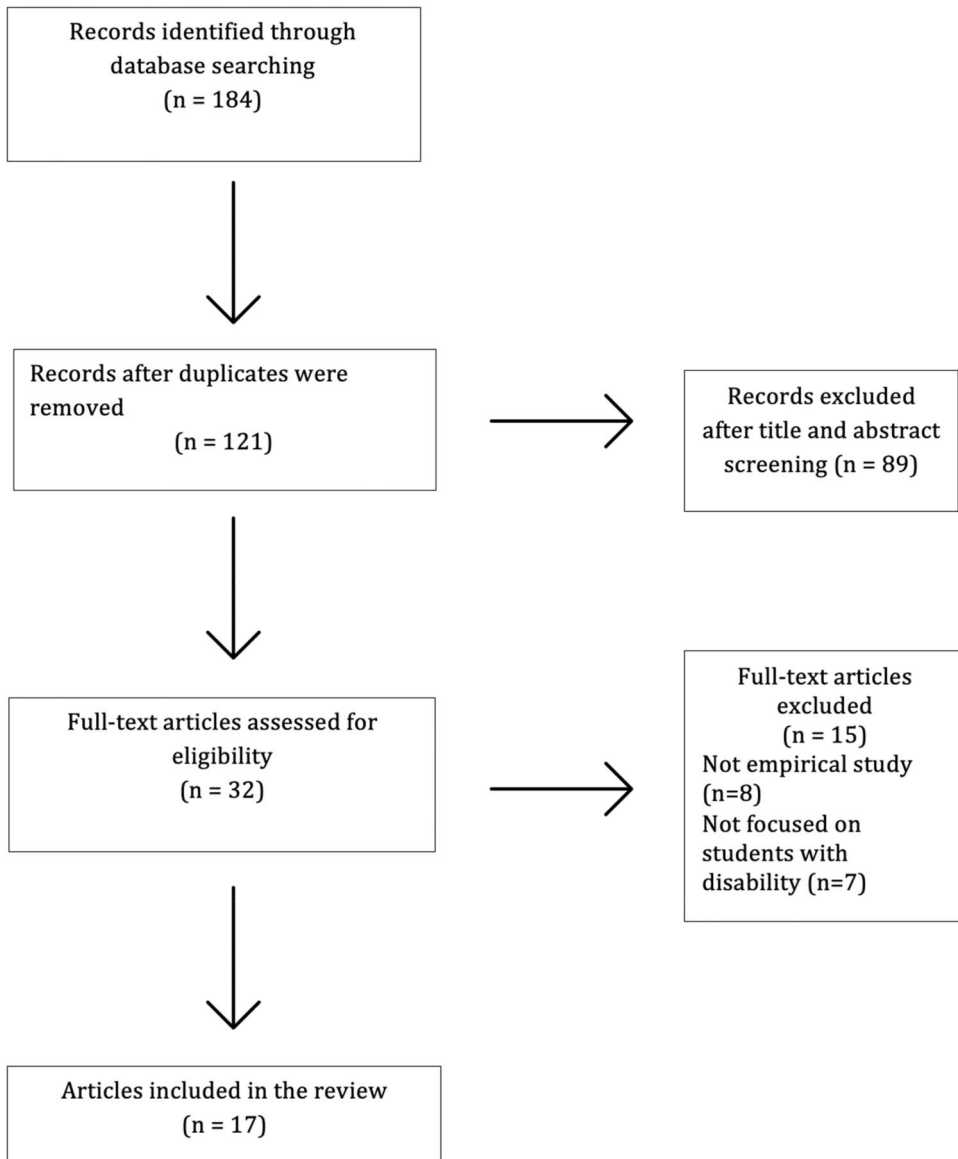 Records identified through
database searching
(n = 184)
Records after duplicates were
removed
(n = 121)
Records excluded
after title and abstract
screening (n = 89)
Full-text articles assessed for
eligibility
(n = 32)
Full-text articles
excluded
(n = 15)
Not empirical study
(n=8)
Not focused on
students with
disability (n=7)
Articles included in the review
(n = 17)